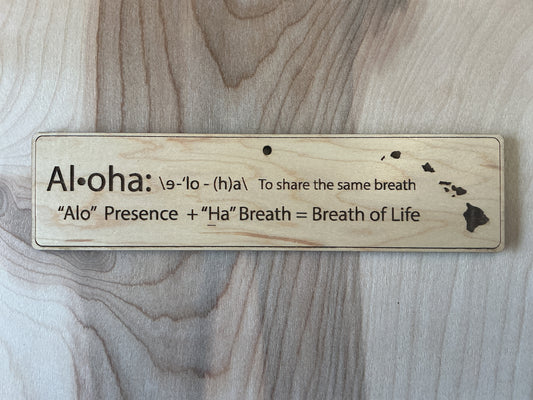 Al•oha: \ɘ-‘lo - (h)a\ To share the same breath
“Alo” Presence + “Ha” Breath = Breath of Life